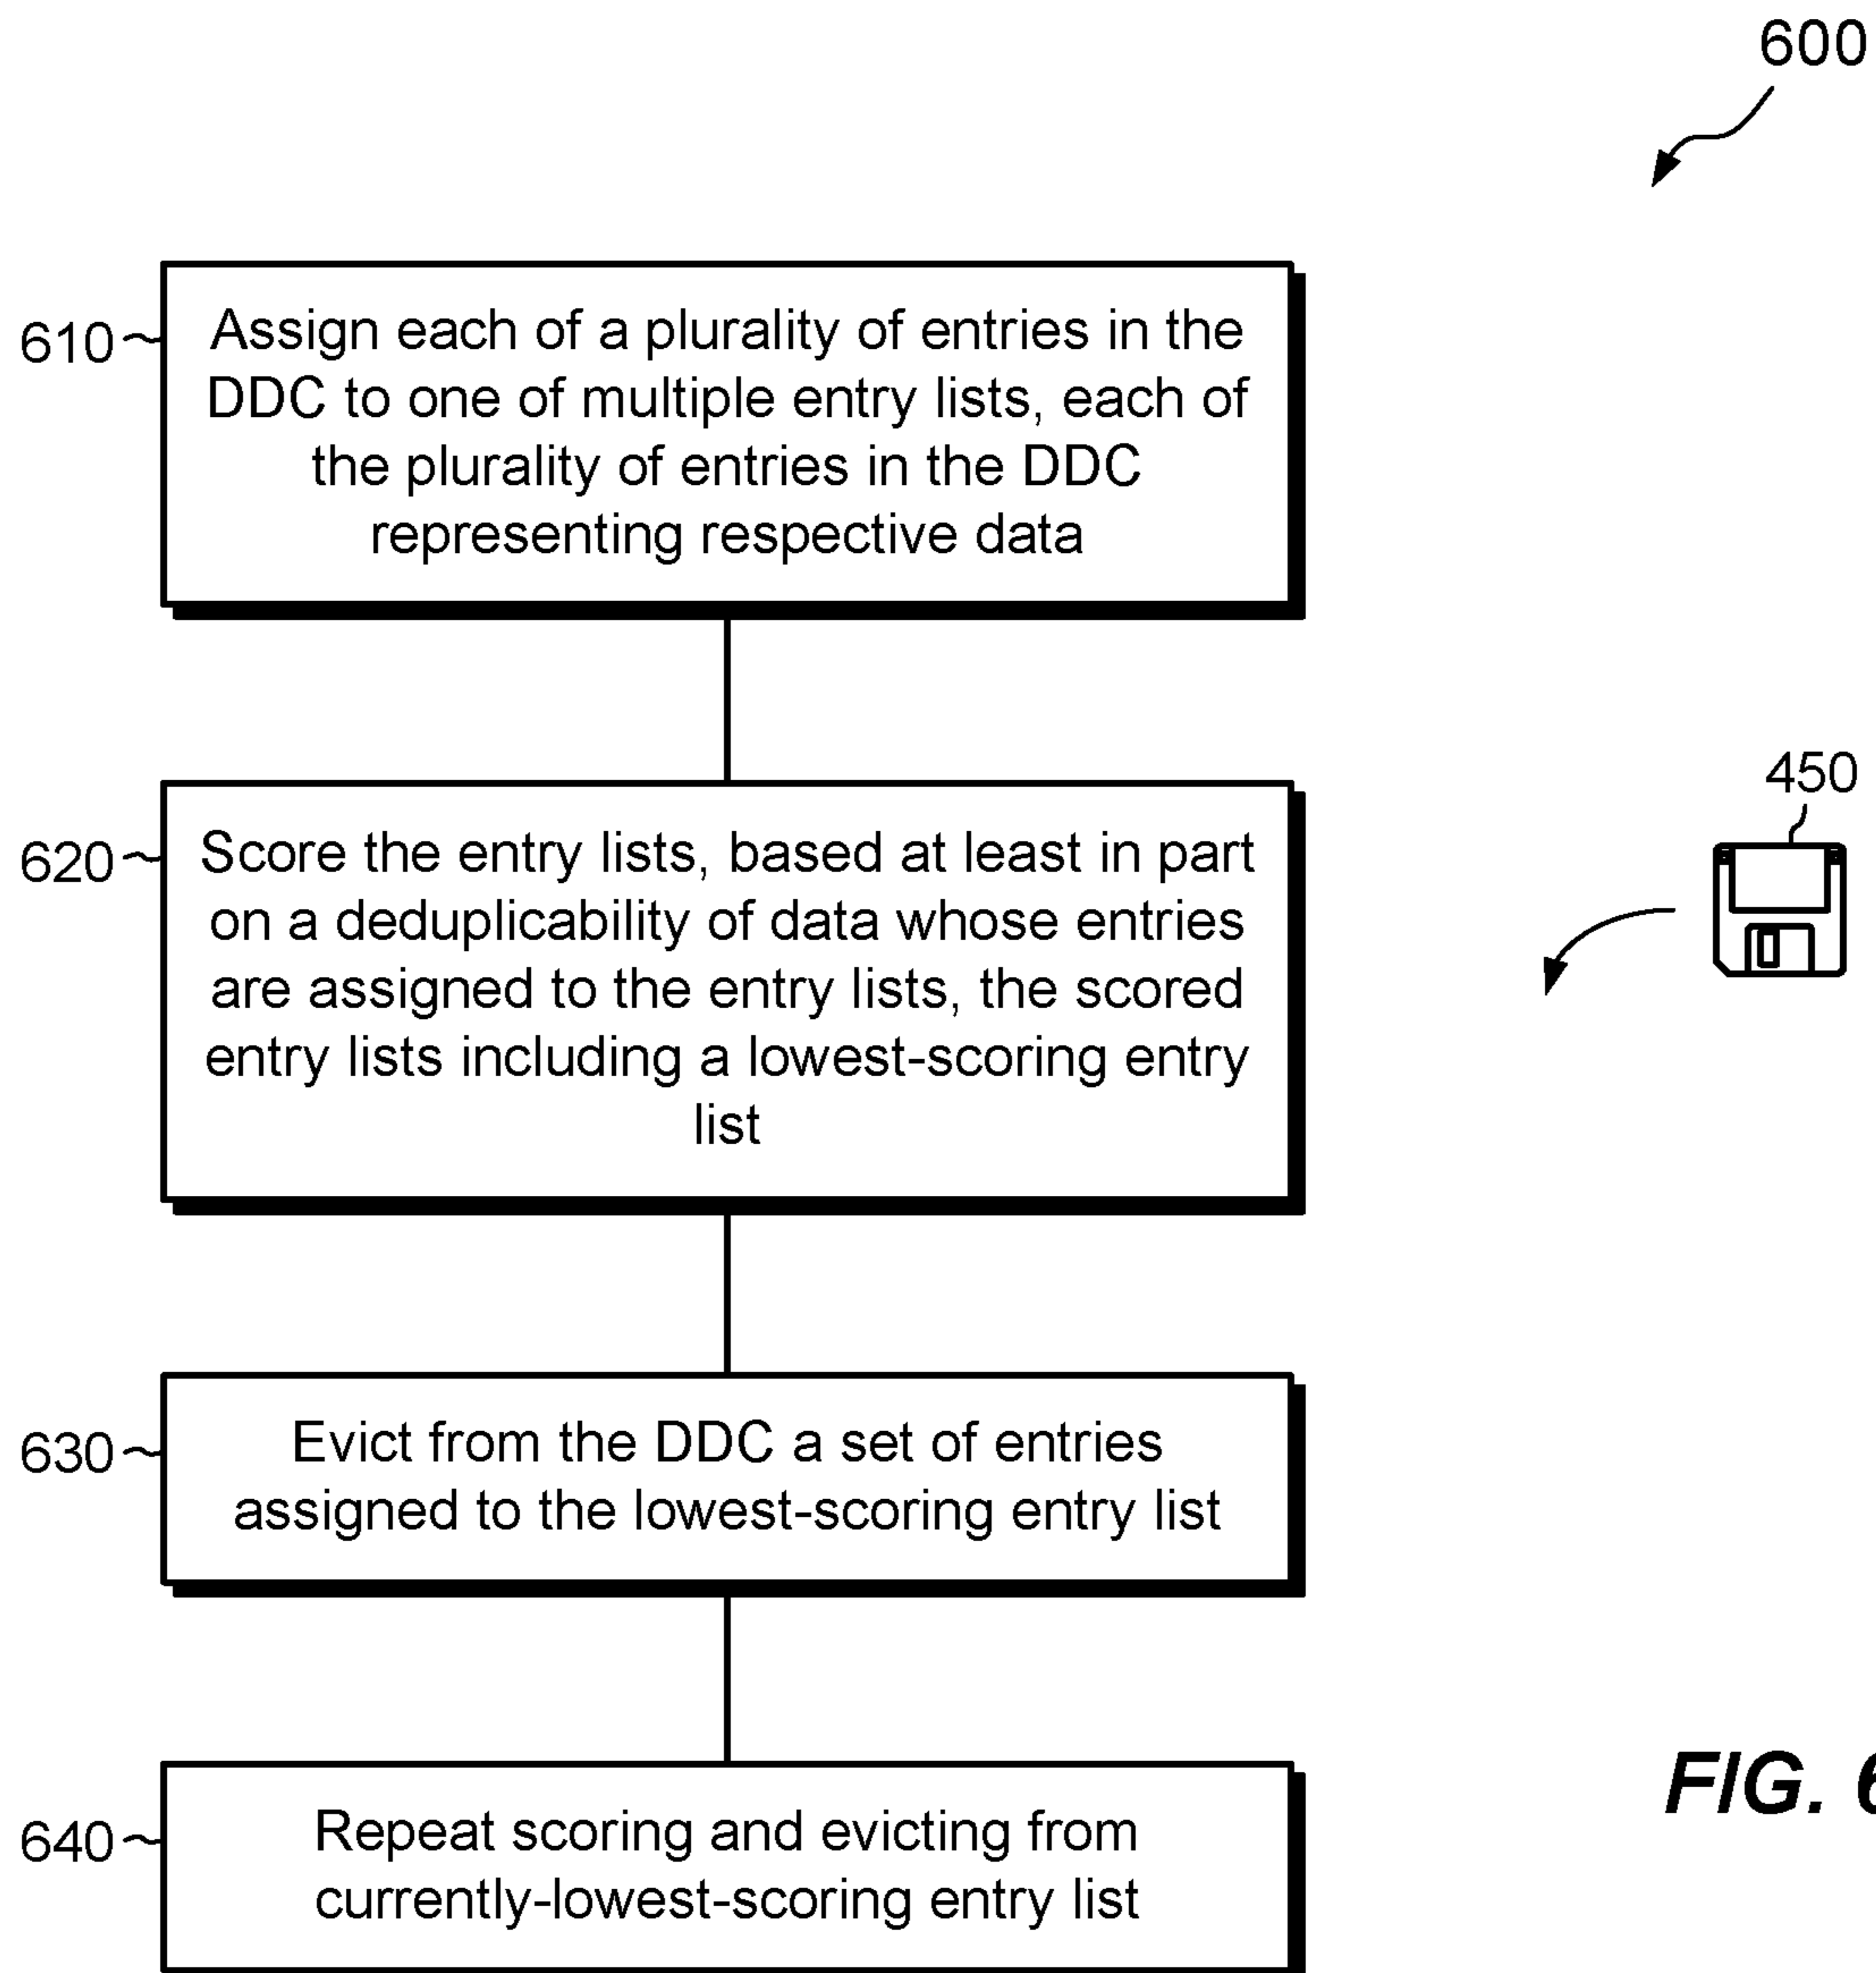 600
610
Assign each of a plurality of entries in the
DDC to one of multiple entry lists, each of
the plurality of entries in the DDC
representing respective data
620
Score the entry lists, based at least in part
on a deduplicability of data whose entries
are assigned to the entry lists, the scored
entry lists including a lowest-scoring entry
list
450
630
Evict from the DDC a set of entries
assigned to the lowest-scoring entry list
640
Repeat scoring and evicting from
currently-lowest-scoring entry list
FIG. 6